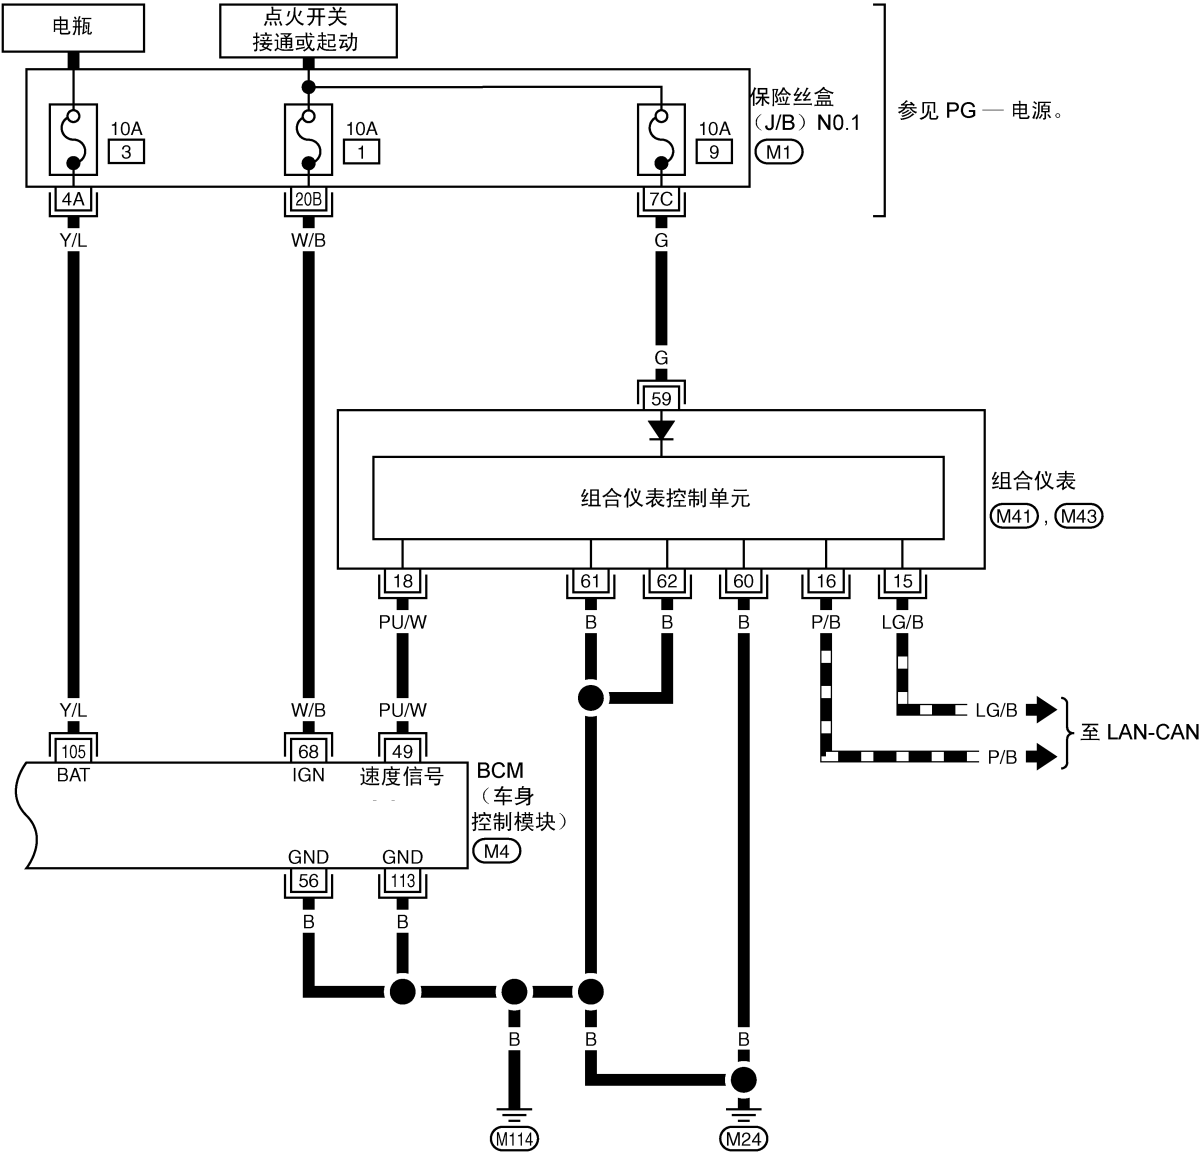 电瓶
点火开关
接通或起动
保险丝盒
（J/B）N0.1
M1
参见 PG — 电源。
10A
3
10A
1
10A
9
4A
20B
7C
Y/L
W/B
G
G
59
组合仪表控制单元
组合仪表
M41 , M43
18
61
62
60
16
15
PU/W
B
B
B
P/B
LG/B
Y/L
W/B
PU/W
LG/B
P/B
至 LAN-CAN
105
68
49
BAT
IGN
速度信号
BCM
（车身
控制模块）
M4
GND
GND
56
113
B
B
B
B
B
M114
M24